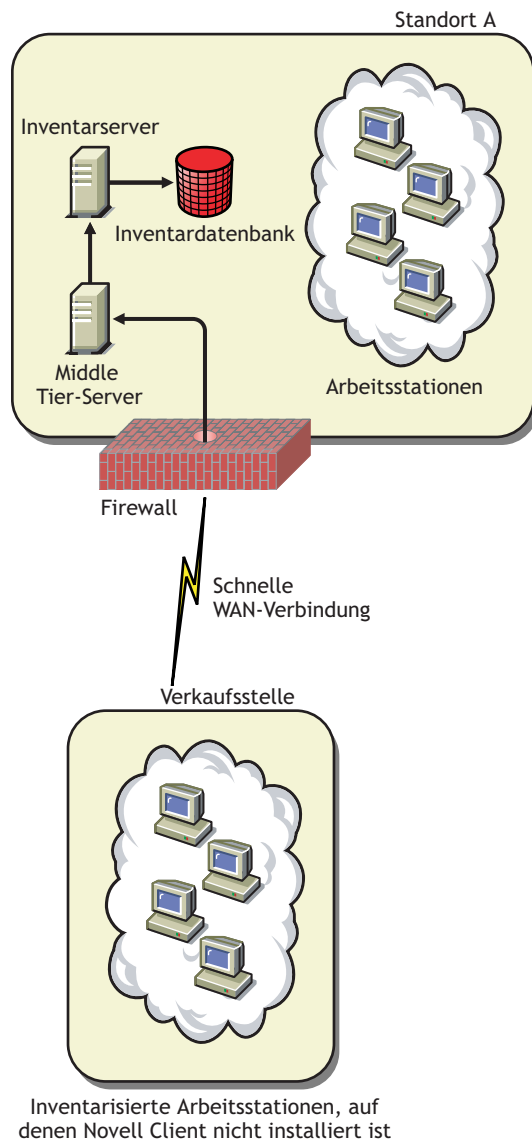 Standort A
Inventarserver
Inventardatenbank
Middle
Tier-Server
Arbeitsstationen
Firewall
Schnelle
WAN-Verbindung
Verkaufsstelle
Inventarisierte Arbeitsstationen, auf
denen Novell Client nicht installiert ist